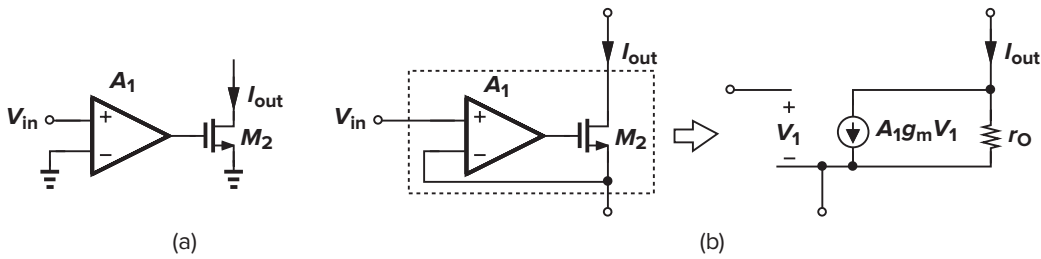 A1
Vin
+
−
Iout
M2
(a)
A1
Vin
+
−
Iout
M2
+
V1
−
A1gmV1
Iout
rO
(b)